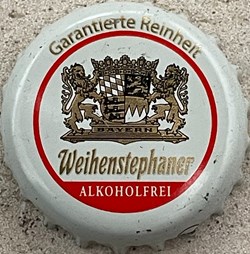 Garantierte Reinheit
BAYERN
Weihenstephaner
ALKOHOLFREI